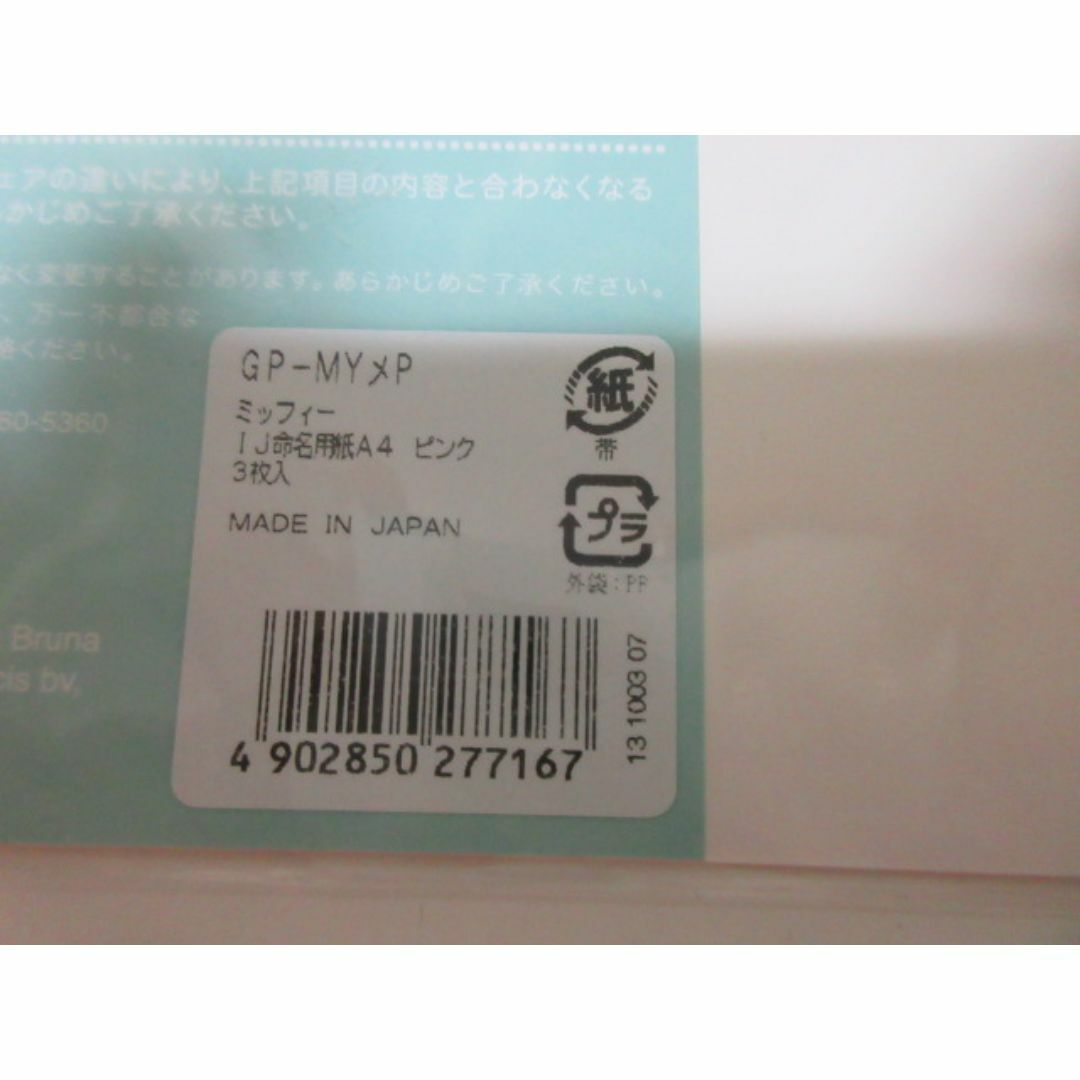 ェアの違いにより、上記項目の内容と合わなくなる
らかじめご了承ください。
なく変更することがあります。あらかじめご了承ください。
、万一不都合な
絡ください。
60-5360
Bruna
cis bv,
GP-MYメP
ミッフィー
IJ命名用紙A4 ピンク
3枚入
MADE IN JAPAN
紙
帯
プラ
外袋:PP
4 902850 277167
13 1003 07